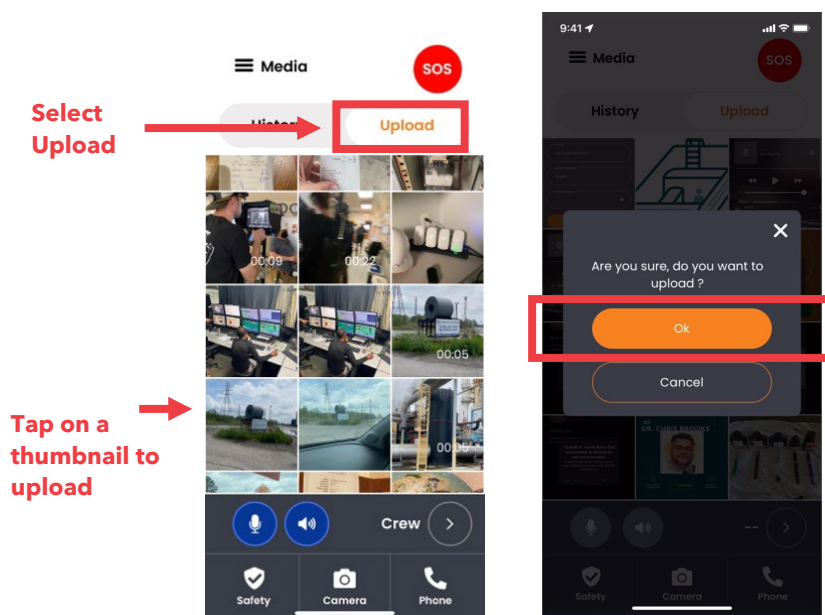 Select
Upload
Tap on a
thumbnail to
upload
Media
SOS
History
Upload
00:09
00:22
00:05
00:05
Crew
Safety
Camera
Phone
9:41
Media
SOS
History
Upload
Are you sure, do you want to
upload ?
Ok
Cancel
DR. CHRIS BROOKS
--
Safety
Camera
Phone